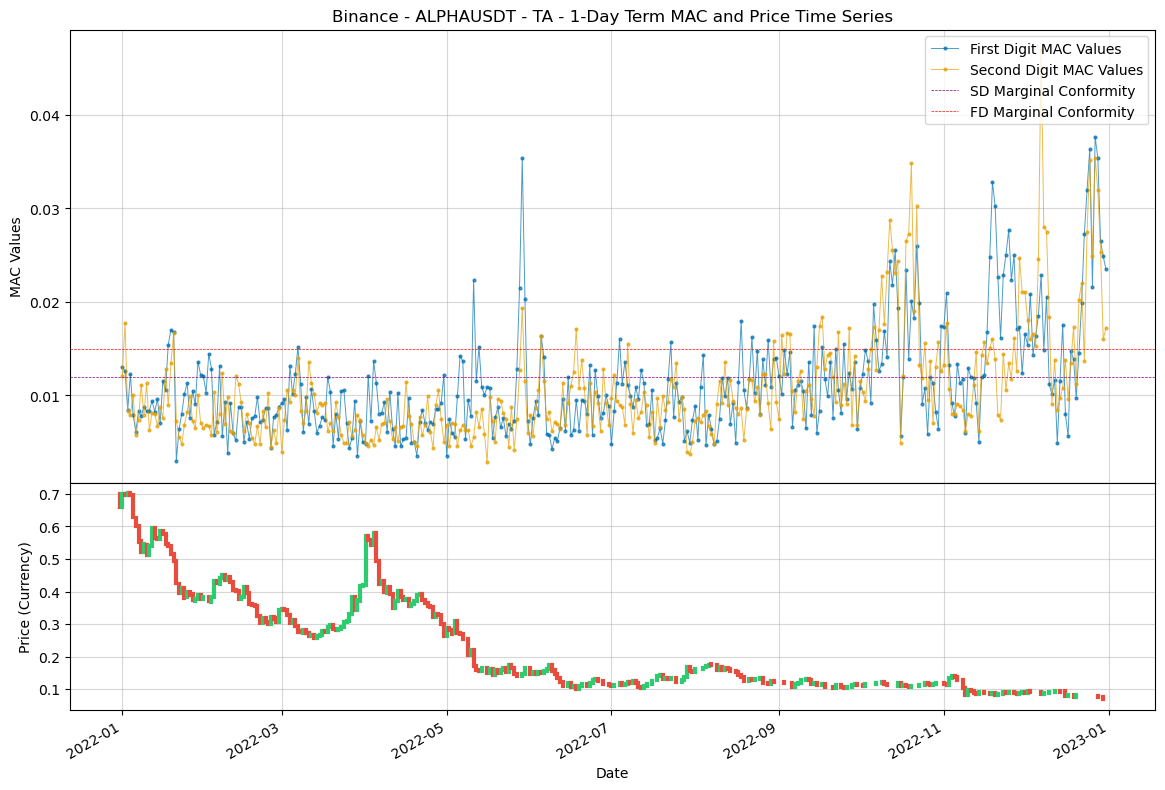 Binance - ALPHAUSDT - TA - 1-Day Term MAC and Price Time Series
First Digit MAC Values
Second Digit MAC Values
SD Marginal Conformity
FD Marginal Conformity
MAC Values
0.04
0.03
0.02
0.01
Price (Currency)
0.7
0.6
0.5
0.4
0.3
0.2
0.1
2022-01
2022-03
2022-05
2022-07
2022-09
2022-11
2023-01
Date